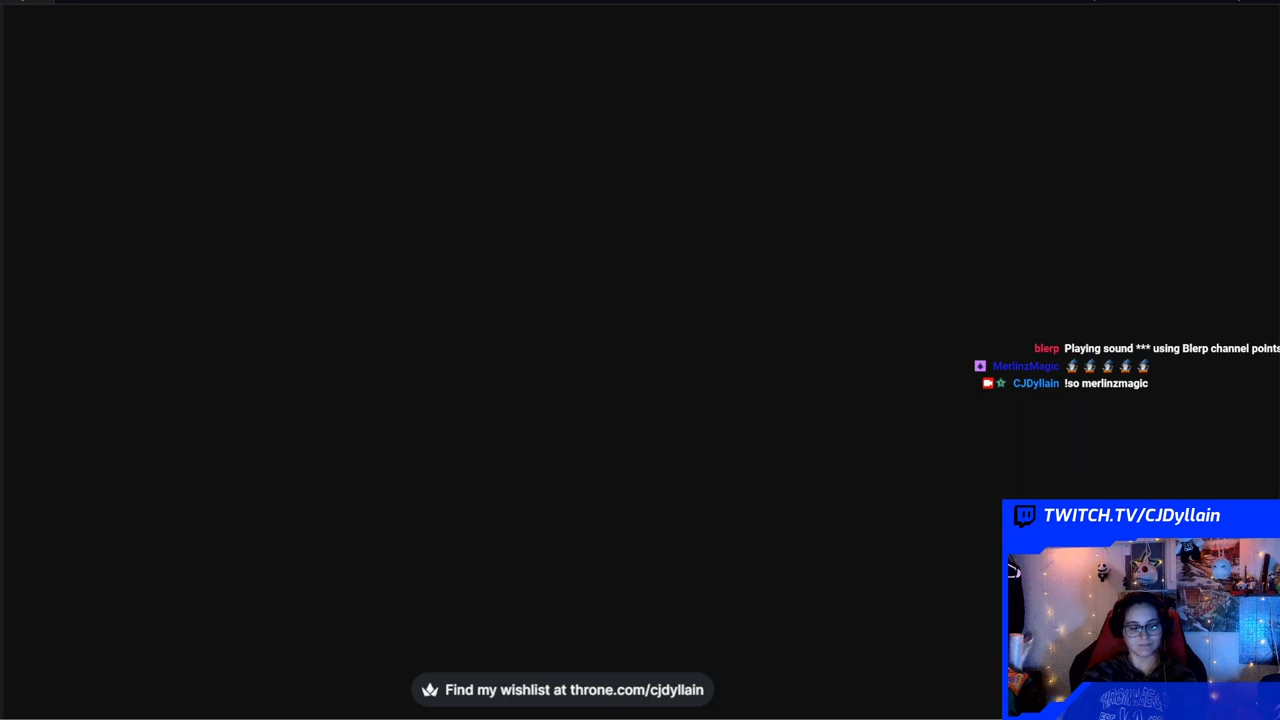 blerp Playing sound *** using Blerp channel points
MerlinzMagic
CJDyllain !so merlinzmagic
TWITCH.TV/CJDyllain
Find my wishlist at throne.com/cjdyllain